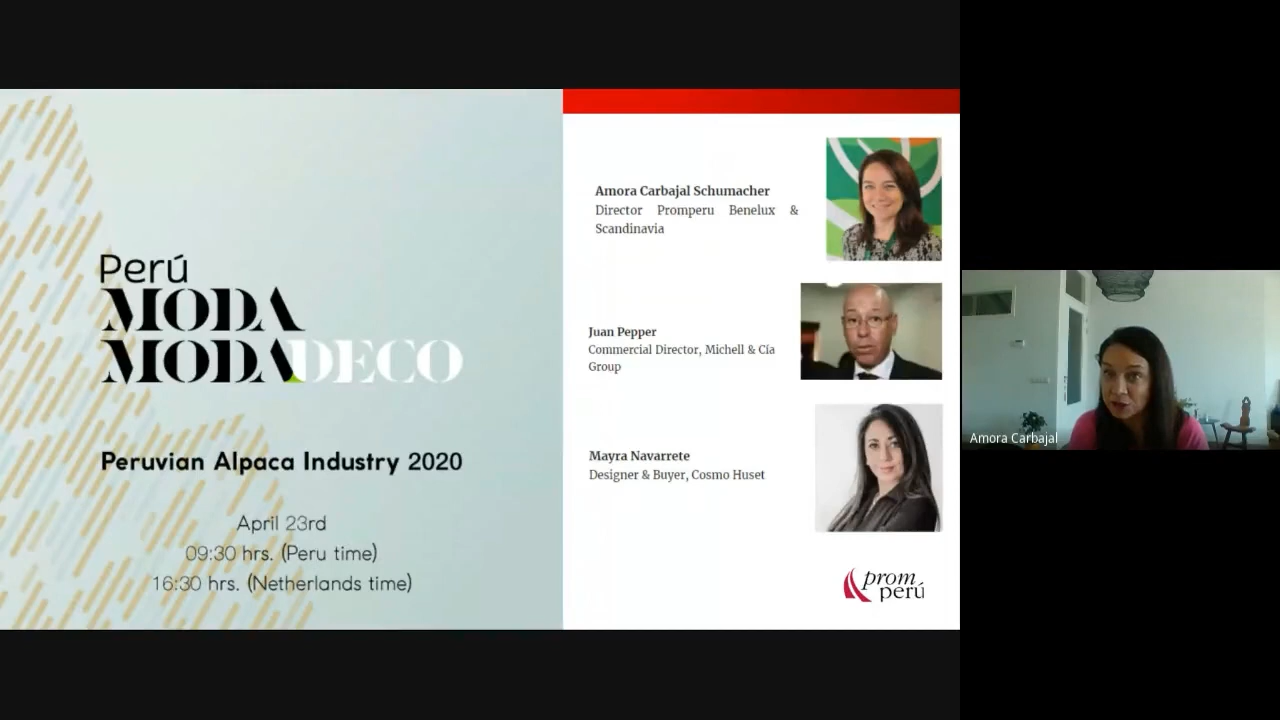 Perú
MODA
MODADECO
Peruvian Alpaca Industry 2020
April 23rd
09:30 hrs. (Peru time)
16:30 hrs. (Netherlands time)
Amora Carbajal Schumacher
Director Promperu Benelux &
Scandinavia
Juan Pepper
Commercial Director, Michell & Cía
Group
Mayra Navarrete
Designer & Buyer, Cosmo Huset
prom
perú
Amora Carbajal